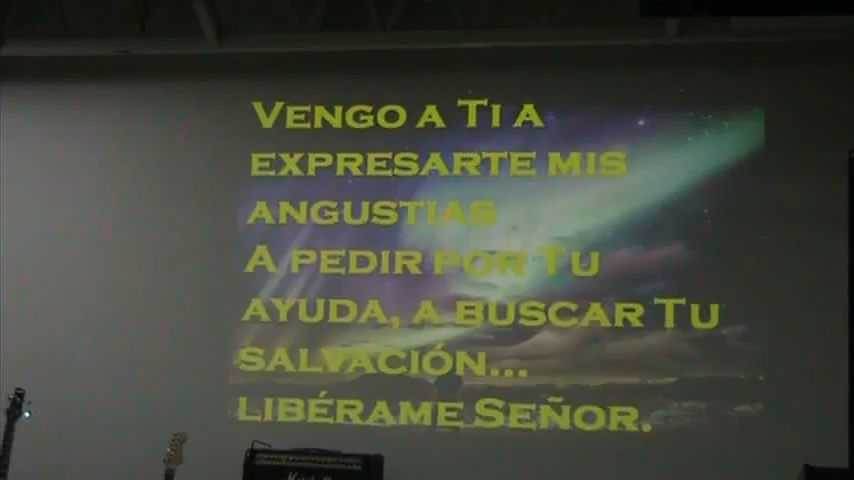 Vengo a Ti a
expresarte mis
angustias
A pedir por Tu
ayuda, a buscar Tu
salvación...
libérame Señor.